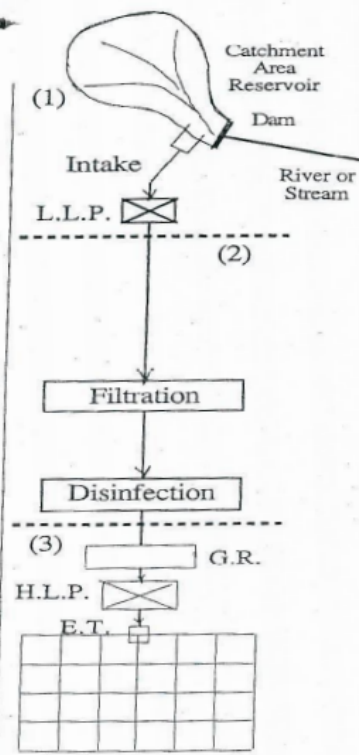 Catchment
Area
Reservoir
(1)
Dam
Intake
River or
Stream
L.L.P.
(2)
Filtration
Disinfection
(3)
G.R.
H.L.P.
E.T.